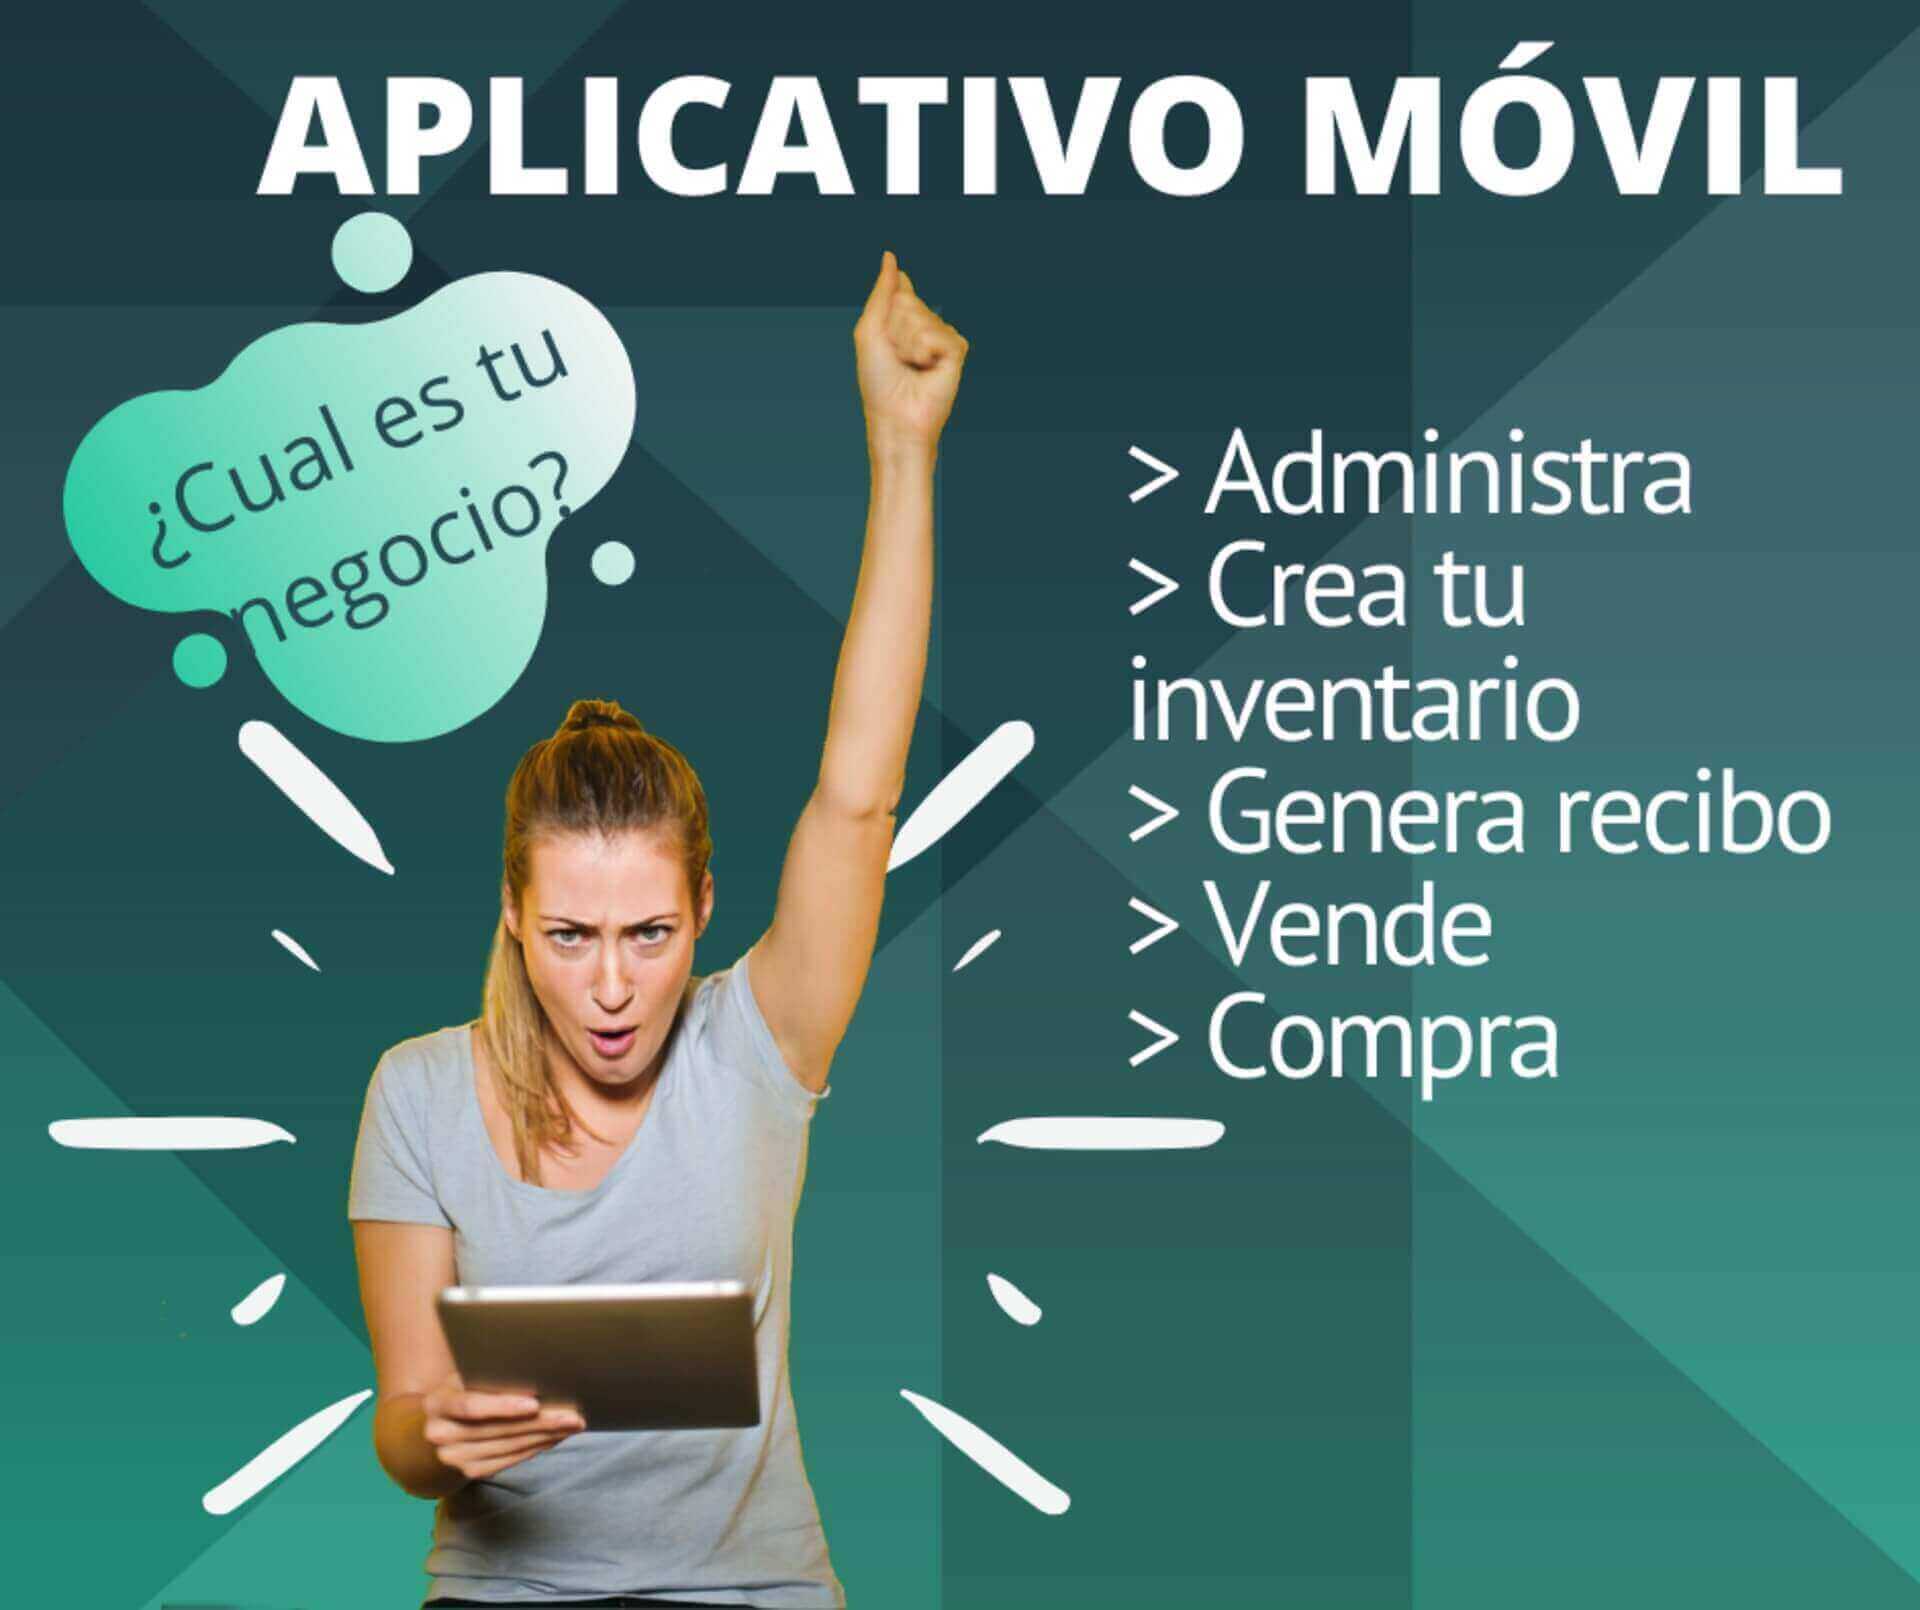 APLICATIVO MÓVIL
¿Cual es tu
negocio?
> Administra
> Crea tu
inventario
> Genera recibo
> Vende
> Compra